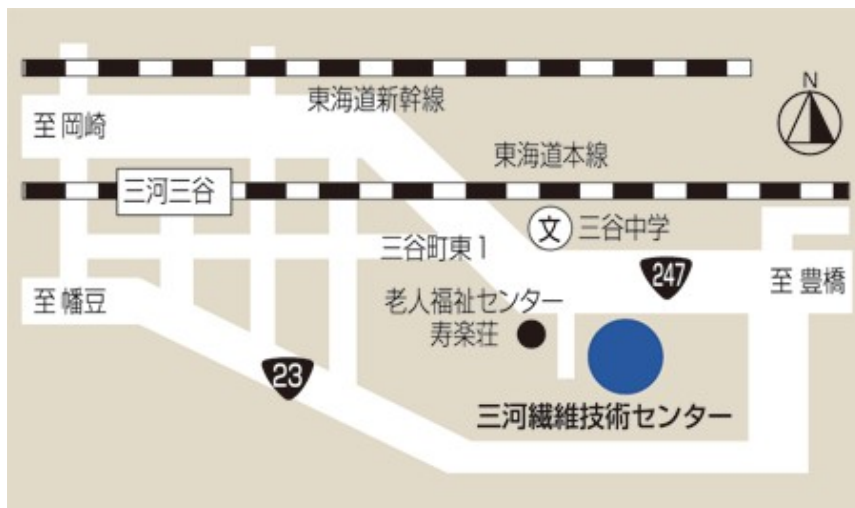 東海道新幹線
N
至 岡崎
東海道本線
三河三谷
文 三谷中学
三谷町東1
247
至 豊橋
至 幡豆
老人福祉センター
寿楽荘
23
三河繊維技術センター